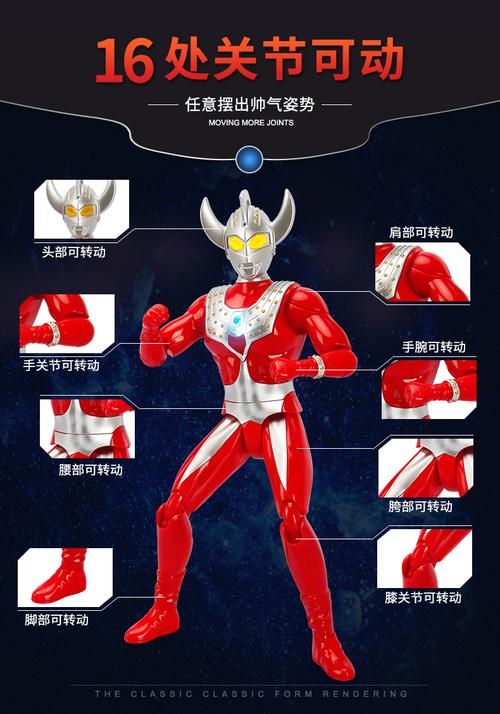 16处关节可动
任意摆出帅气姿势
MOVING MORE JOINTS
头部可转动
肩部可转动
手关节可转动
手腕可转动
腰部可转动
胯部可转动
脚部可转动
膝关节可转动
THE CLASSIC CLASSIC FORM RENDERING